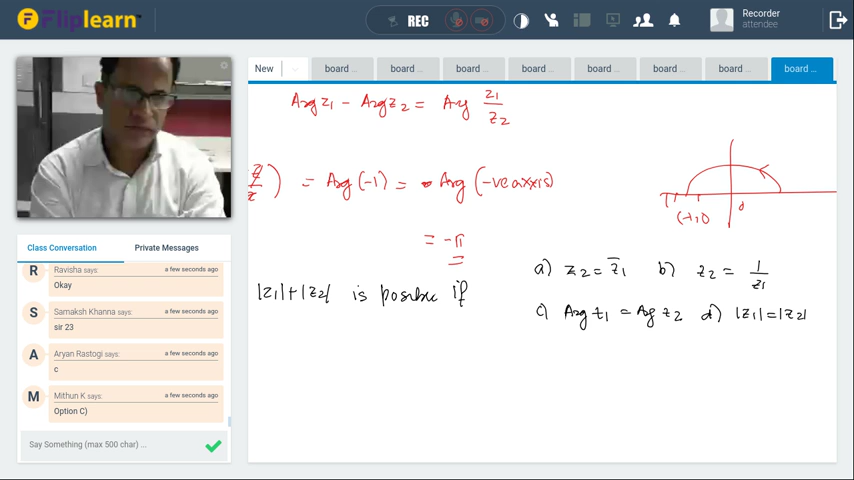 Fliplearn
REC
Recorder
attendee
New
board ...
board ...
board ...
board ...
board ...
board ...
board ...
board ...
Arg z₁ - Arg z₂ = Arg z₁/z₂
= Arg (-1) = Arg (-ve axxis)
(-1,0)
0
= -π
|z₁|+|z₂| is possible if
a) z₂ = z̄₁ b) z₂ = 1/z₁
c) Arg z₁ = Arg z₂ d) |z₁|=|z₂|
Class Conversation
Private Messages
R
Ravisha says:
a few seconds ago
Okay
S
Samaksh Khanna says:
a few seconds ago
sir 23
A
Aryan Rastogi says:
a few seconds ago
c
M
Mithun K says:
a few seconds ago
Option C)
Say Something (max 500 char) ...